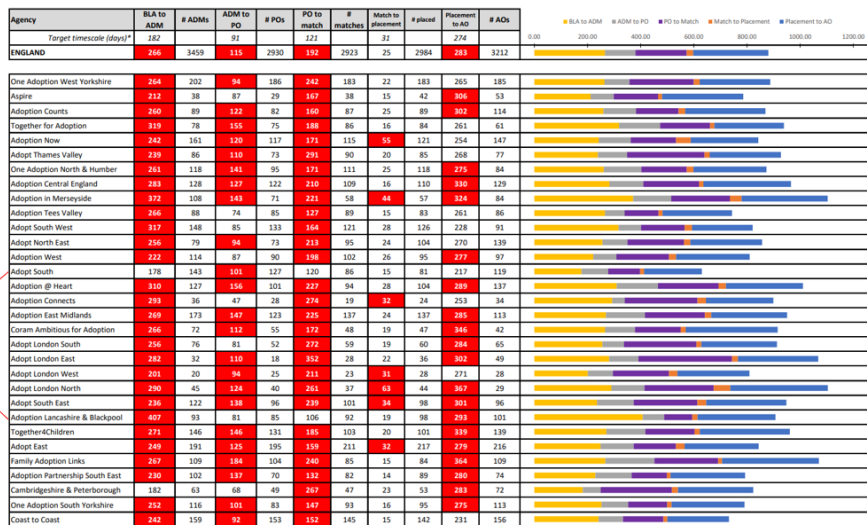 BLA to ADM ADM to PO PO to Match Match to Placement Placement to AO
Agency BLA to ADM # ADMs ADM to PO # POs PO to match # matches Match to placement # placed Placement to AO # AOs
Target timescale (days)* 182 91 121 31 274
0.00 200.00 400.00 600.00 800.00 1000.00 1200.00
ENGLAND 266 3459 115 2930 192 2923 25 2984 283 3212
One Adoption West Yorkshire 264 202 94 186 242 183 22 183 265 185
Aspire 212 38 87 29 167 38 15 42 306 53
Adoption Counts 260 89 122 82 160 87 25 89 302 114
Together for Adoption 319 78 155 75 188 86 16 84 261 61
Adoption Now 242 161 120 117 171 115 55 121 254 147
Adopt Thames Valley 239 86 110 73 291 90 20 85 268 77
One Adoption North & Humber 261 118 141 95 171 111 25 118 275 84
Adoption Central England 283 128 127 122 210 109 16 110 330 129
Adoption in Merseyside 372 108 143 71 221 58 44 57 324 84
Adoption Tees Valley 266 88 74 85 127 89 15 83 261 86
Adopt South West 317 148 85 133 164 121 28 126 228 91
Adopt North East 256 79 94 73 213 95 24 104 270 139
Adoption West 222 114 87 90 198 102 26 95 277 97
Adopt South 178 143 101 127 120 86 15 81 217 119
Adoption @ Heart 310 127 156 101 227 94 28 104 289 137
Adoption Connects 293 36 47 28 274 19 32 24 253 34
Adoption East Midlands 269 173 147 123 225 137 24 137 285 113
Coram Ambitious for Adoption 266 72 112 55 172 48 19 47 346 42
Adopt London South 256 76 81 52 272 59 19 60 284 65
Adopt London East 282 32 110 18 352 28 22 36 302 49
Adopt London West 201 20 94 25 211 23 31 28 271 28
Adopt London North 290 45 124 40 261 37 63 44 367 29
Adopt South East 236 122 138 96 239 101 34 98 301 96
Adoption Lancashire & Blackpool 407 93 81 85 106 92 19 98 293 101
Together4Children 271 146 146 131 185 103 20 101 339 139
Adopt East 249 191 125 195 159 211 32 217 279 216
Family Adoption Links 267 109 184 104 240 85 15 84 364 109
Adoption Partnership South East 230 102 137 70 132 82 14 89 280 74
Cambridgeshire & Peterborough 182 63 68 49 267 47 23 53 283 72
One Adoption South Yorkshire 252 116 101 83 147 93 16 95 275 113
Coast to Coast 242 159 92 153 152 145 15 142 231 156